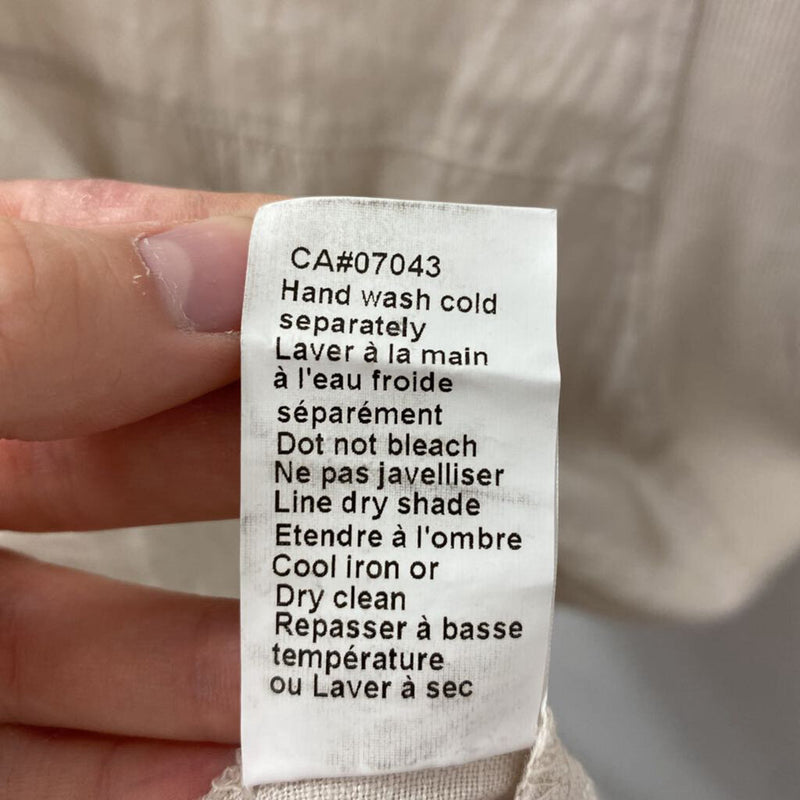 CA#07043
Hand wash cold
separately
Laver à la main
à l'eau froide
séparément
Dot not bleach
Ne pas javelliser
Line dry shade
Etendre à l'ombre
Cool iron or
Dry clean
Repasser à basse
température
ou Laver à sec